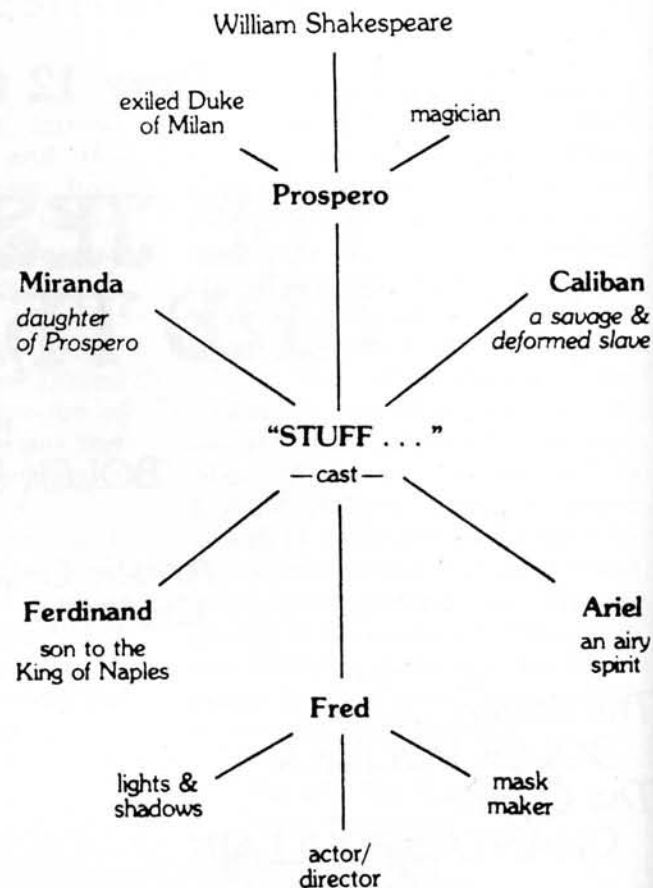 William Shakespeare
exiled Duke
of Milan
magician
Prospero
Miranda
daughter
of Prospero
Caliban
a savage &
deformed slave
"STUFF . . ."
—cast—
Ferdinand
son to the
King of Naples
Ariel
an airy
spirit
Fred
lights &
shadows
mask
maker
actor/
director